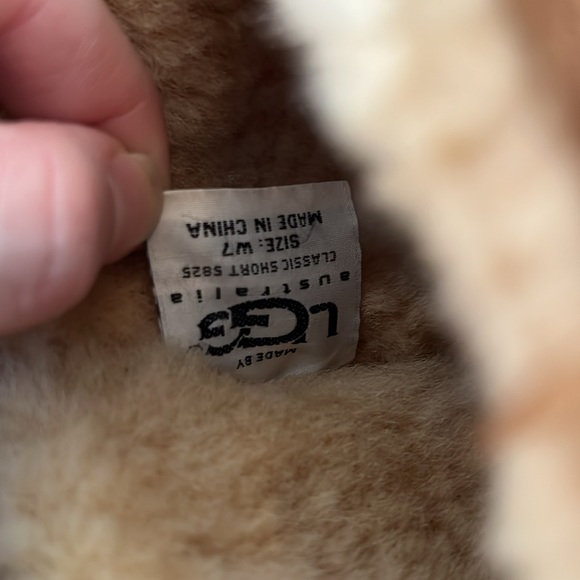 MADE BY
UGG
australia
CLASSIC SHORT 5825
SIZE: W7
MADE IN CHINA